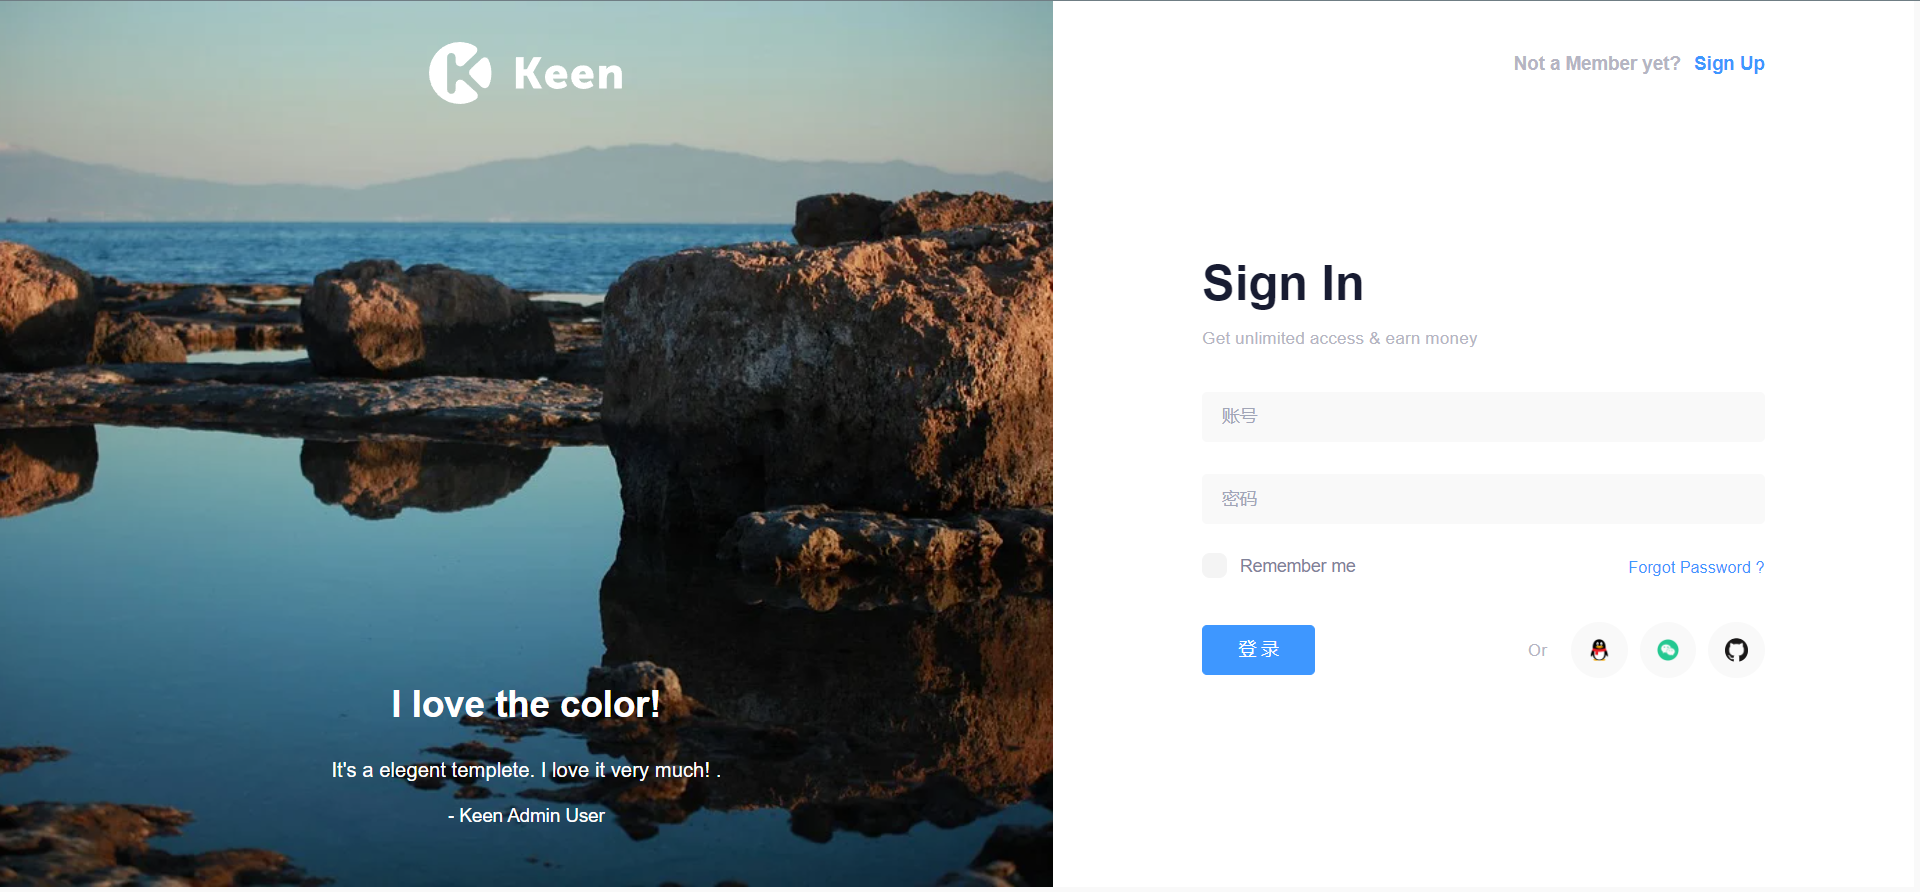 Keen
I love the color!
It's a elegent templete. I love it very much! .
- Keen Admin User
Not a Member yet? Sign Up
Sign In
Get unlimited access & earn money
账号
密码
Remember me
Forgot Password ?
登 录
Or